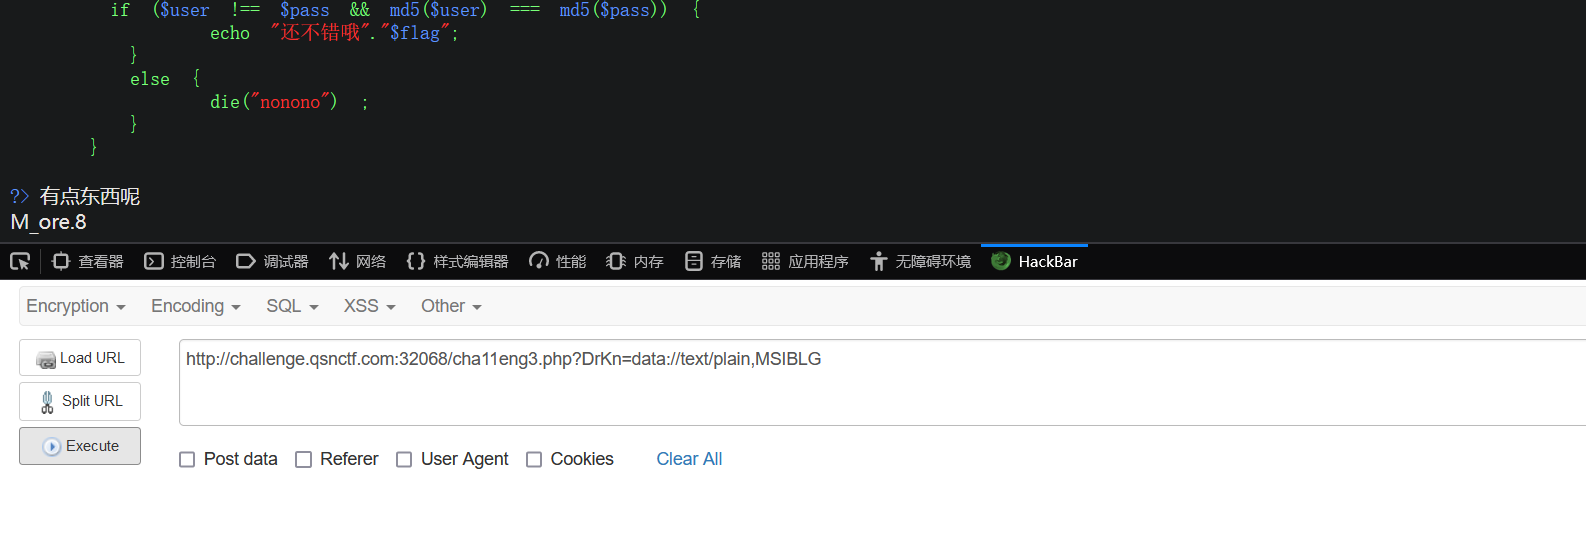 if ($user !== $pass && md5($user) === md5($pass)) {
echo "还不错哦"."$flag";
}
else {
die("nonono") ;
}
}
?> 有点东西呢
M_ore.8
查看器 控制台 调试器 网络 样式编辑器 性能 内存 存储 应用程序 无障碍环境 HackBar
Encryption Encoding SQL XSS Other
Load URL
http://challenge.qsnctf.com:32068/cha11eng3.php?DrKn=data://text/plain,MSIBLG
Split URL
Execute
Post data Referer User Agent Cookies Clear All